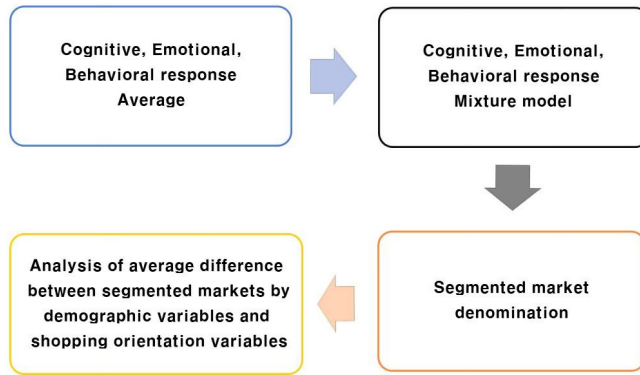 Cognitive, Emotional,
Behavioral response
Average
Cognitive, Emotional,
Behavioral response
Mixture model
Segmented market
denomination
Analysis of average difference
between segmented markets by
demographic variables and
shopping orientation variables